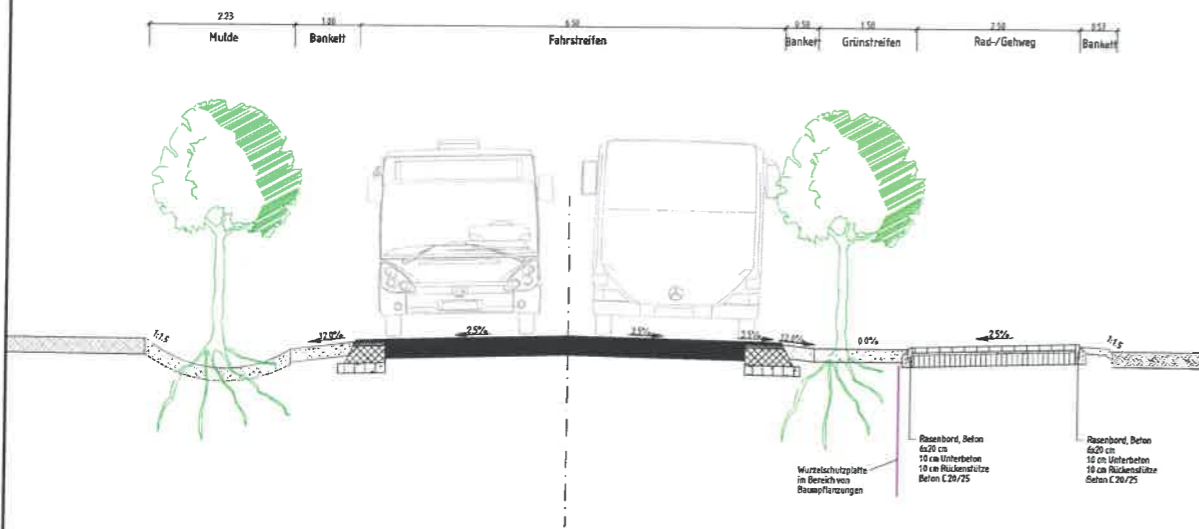 2.23
1.00
6.50
0.50
1.50
2.50
0.53
Mulde
Bankett
Fahrstreifen
Bankett
Grünstreifen
Rad-/Gehweg
Bankett
1:1.5
12.0%
2.5%
2.5%
2.5%
12.0%
0.0%
2.5%
1:1.5
Wurzelschutzplatte
im Bereich von
Baumpflanzungen
Rasenbord, Beton
6x20 cm
10 cm Unterbeton
10 cm Rückenstütze
Beton C20/25
Rasenbord, Beton
6x20 cm
10 cm Unterbeton
10 cm Rückenstütze
Beton C20/25